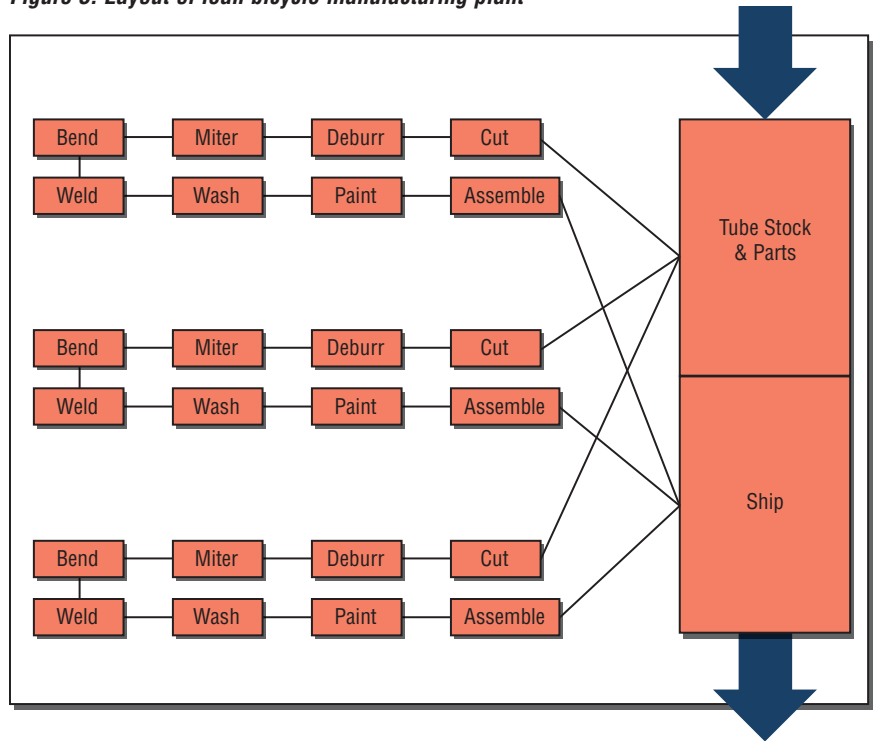 Bend Miter Deburr Cut
Weld Wash Paint Assemble
Tube Stock
& Parts
Bend Miter Deburr Cut
Weld Wash Paint Assemble
Ship
Bend Miter Deburr Cut
Weld Wash Paint Assemble